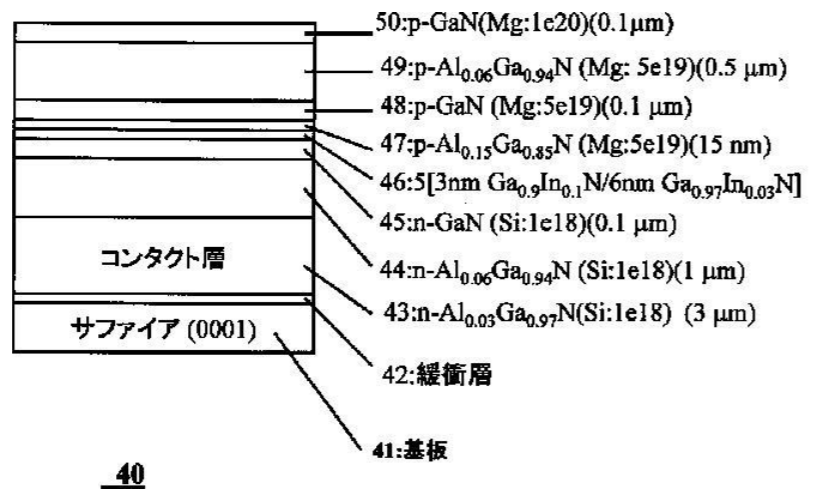 50:p-GaN(Mg:1e20)(0.1μm)
49:p-Al0.06Ga0.94N (Mg: 5e19)(0.5 μm)
48:p-GaN (Mg:5e19)(0.1 μm)
47:p-Al0.15Ga0.85N (Mg:5e19)(15 nm)
46:5[3nm Ga0.9In0.1N/6nm Ga0.97In0.03N]
45:n-GaN (Si:1e18)(0.1 μm)
コンタクト層
44:n-Al0.06Ga0.94N (Si:1e18)(1 μm)
43:n-Al0.03Ga0.97N(Si:1e18) (3 μm)
サファイア (0001)
42:緩衝層
41:基板
40